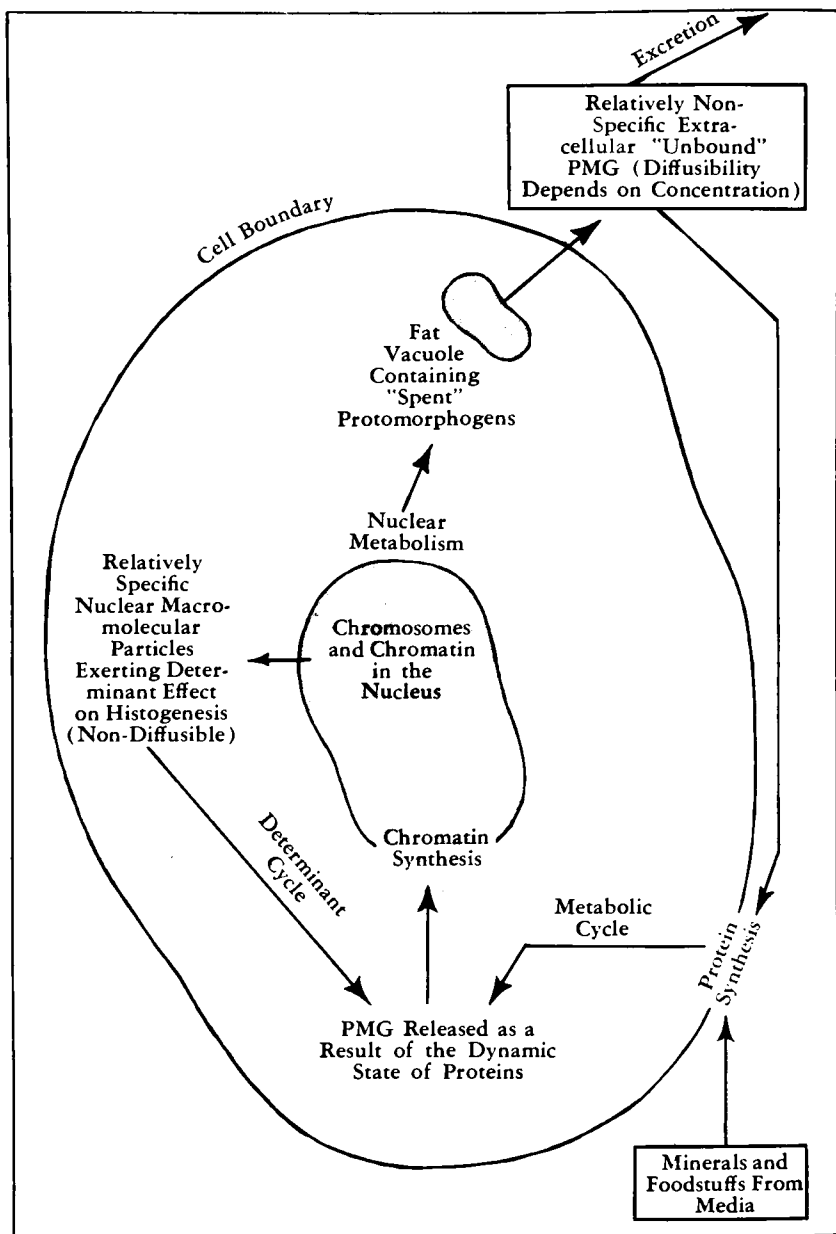 Excretion
Relatively Non-
Specific Extra-
cellular "Unbound"
PMG (Diffusibility
Depends on Concentration)
Cell Boundary
Fat
Vacuole
Containing
"Spent"
Protomorphogens
Nuclear
Metabolism
Relatively
Specific
Nuclear Macro-
molecular
Particles
Exerting Deter-
minant Effect
on Histogenesis
(Non-Diffusible)
Chromosomes
and Chromatin
in the
Nucleus
Chromatin
Synthesis
Determinant
Cycle
Metabolic
Cycle
Protein
Synthesis
PMG Released as a
Result of the Dynamic
State of Proteins
Minerals and
Foodstuffs From
Media